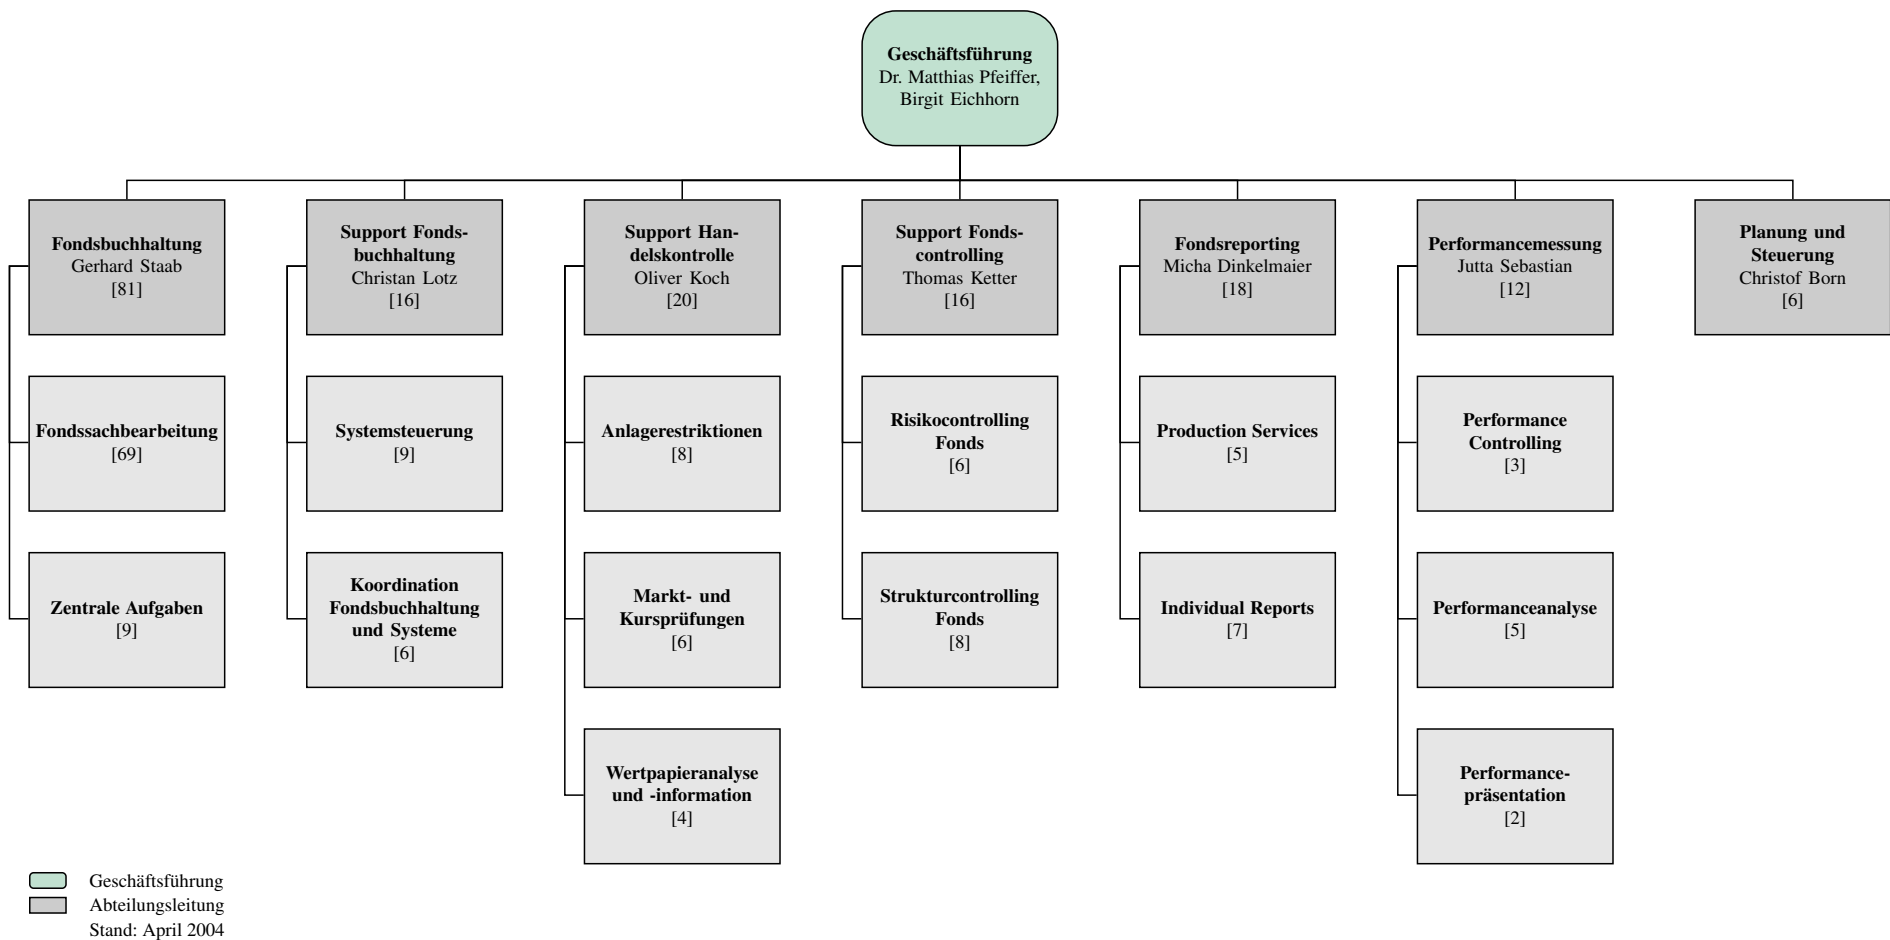 Geschäftsführung
Dr. Matthias Pfeiffer,
Birgit Eichhorn
Fondsbuchhaltung
Gerhard Staab
[81]
Support Fonds-
buchhaltung
Christan Lotz
[16]
Support Han-
delskontrolle
Oliver Koch
[20]
Support Fonds-
controlling
Thomas Ketter
[16]
Fondsreporting
Micha Dinkelmaier
[18]
Performancemessung
Jutta Sebastian
[12]
Planung und
Steuerung
Christof Born
[6]
Fondssachbearbeitung
[69]
Systemsteuerung
[9]
Anlagerestriktionen
[8]
Risikocontrolling
Fonds
[6]
Production Services
[5]
Performance
Controlling
[3]
Zentrale Aufgaben
[9]
Koordination
Fondsbuchhaltung
und Systeme
[6]
Markt- und
Kursprüfungen
[6]
Strukturcontrolling
Fonds
[8]
Individual Reports
[7]
Performanceanalyse
[5]
Wertpapieranalyse
und -information
[4]
Performance-
präsentation
[2]
Geschäftsführung
Abteilungsleitung
Stand: April 2004